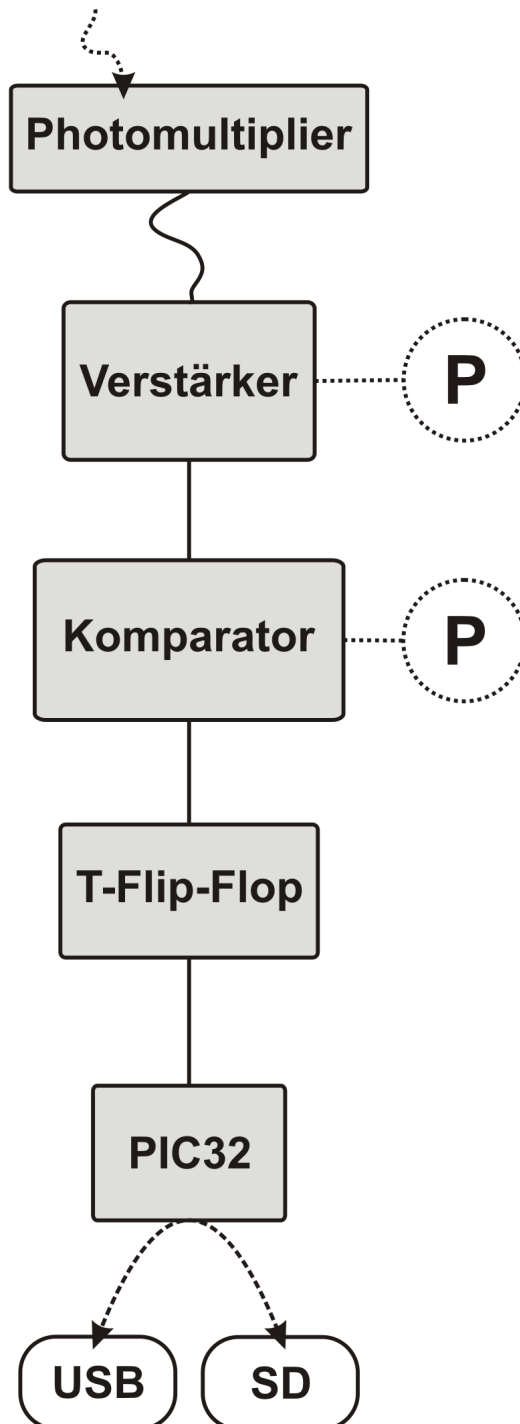 Photomultiplier
Verstärker
P
Komparator
P
T-Flip-Flop
PIC32
USB
SD